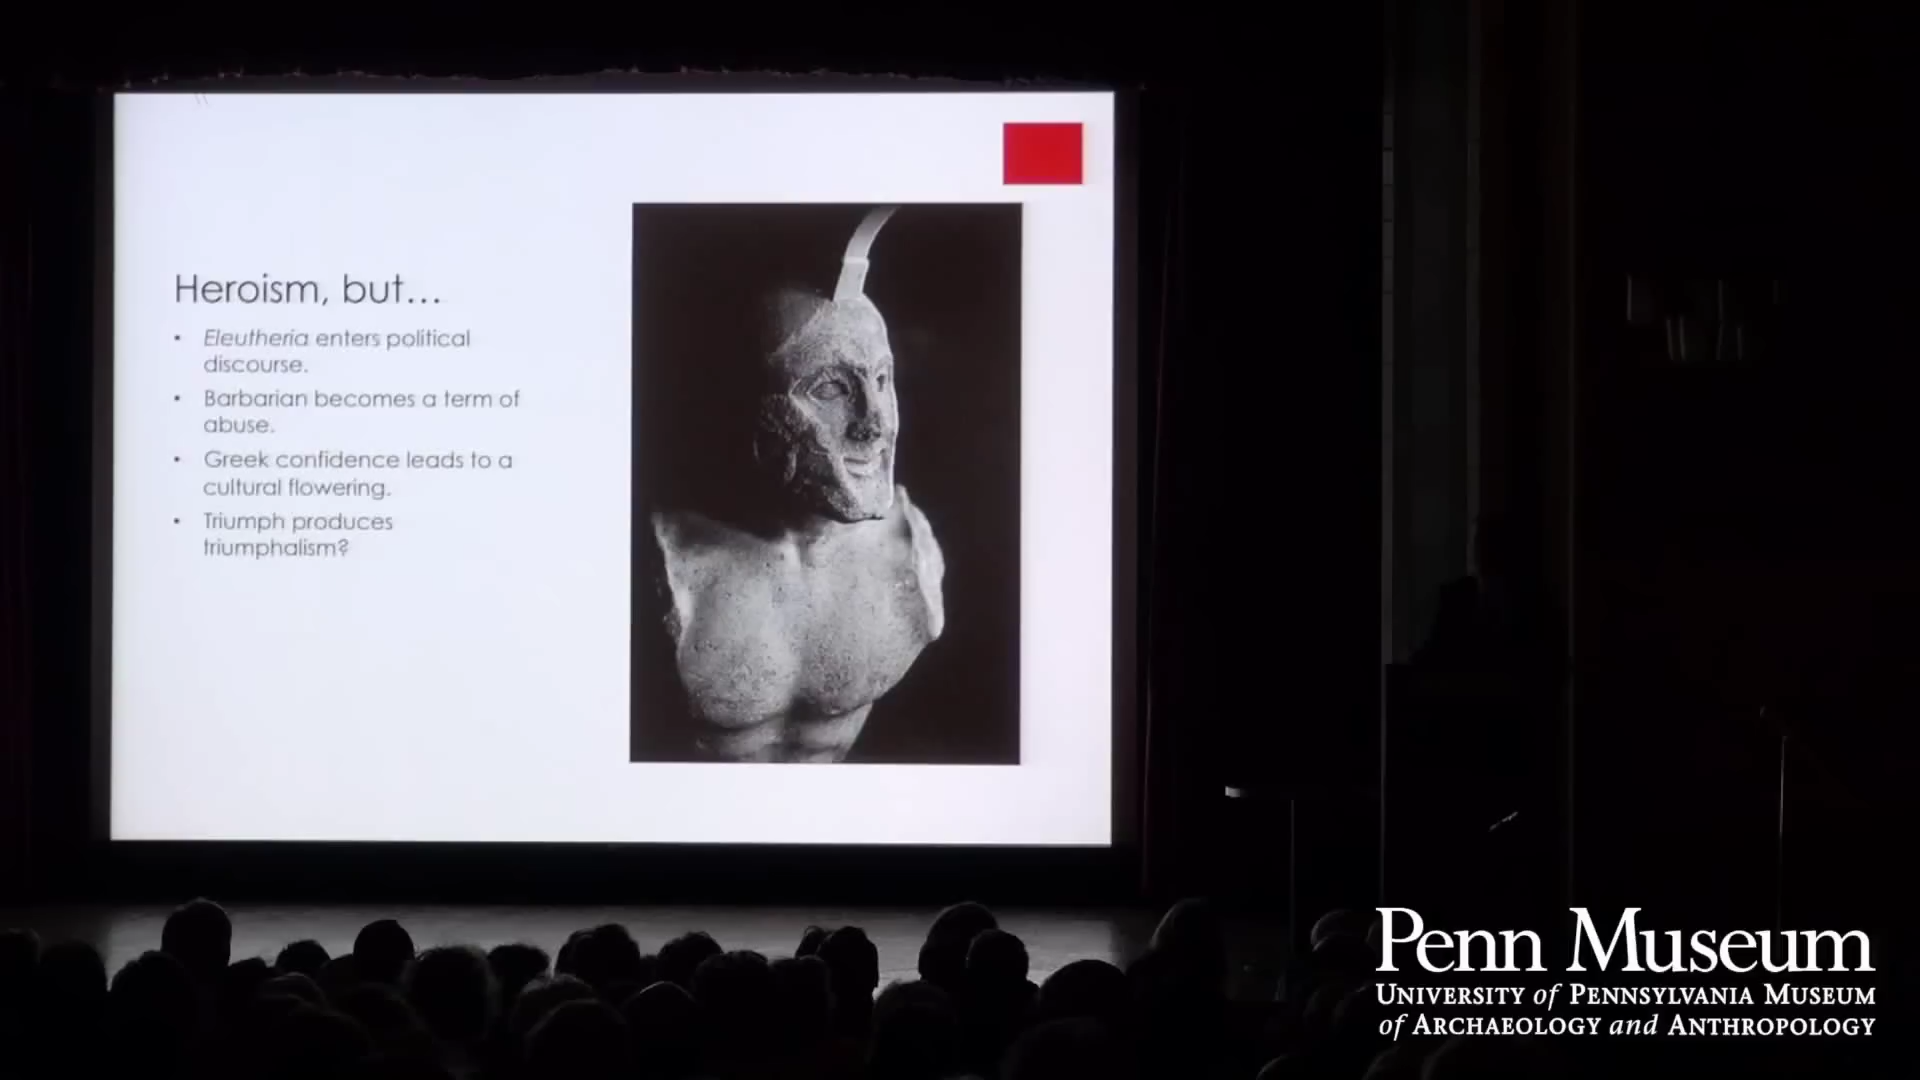 Heroism, but...
• Eleutheria enters political
discourse.
• Barbarian becomes a term of
abuse.
• Greek confidence leads to a
cultural flowering.
• Triumph produces
triumphalism?
Penn Museum
UNIVERSITY of PENNSYLVANIA MUSEUM
of ARCHAEOLOGY and ANTHROPOLOGY